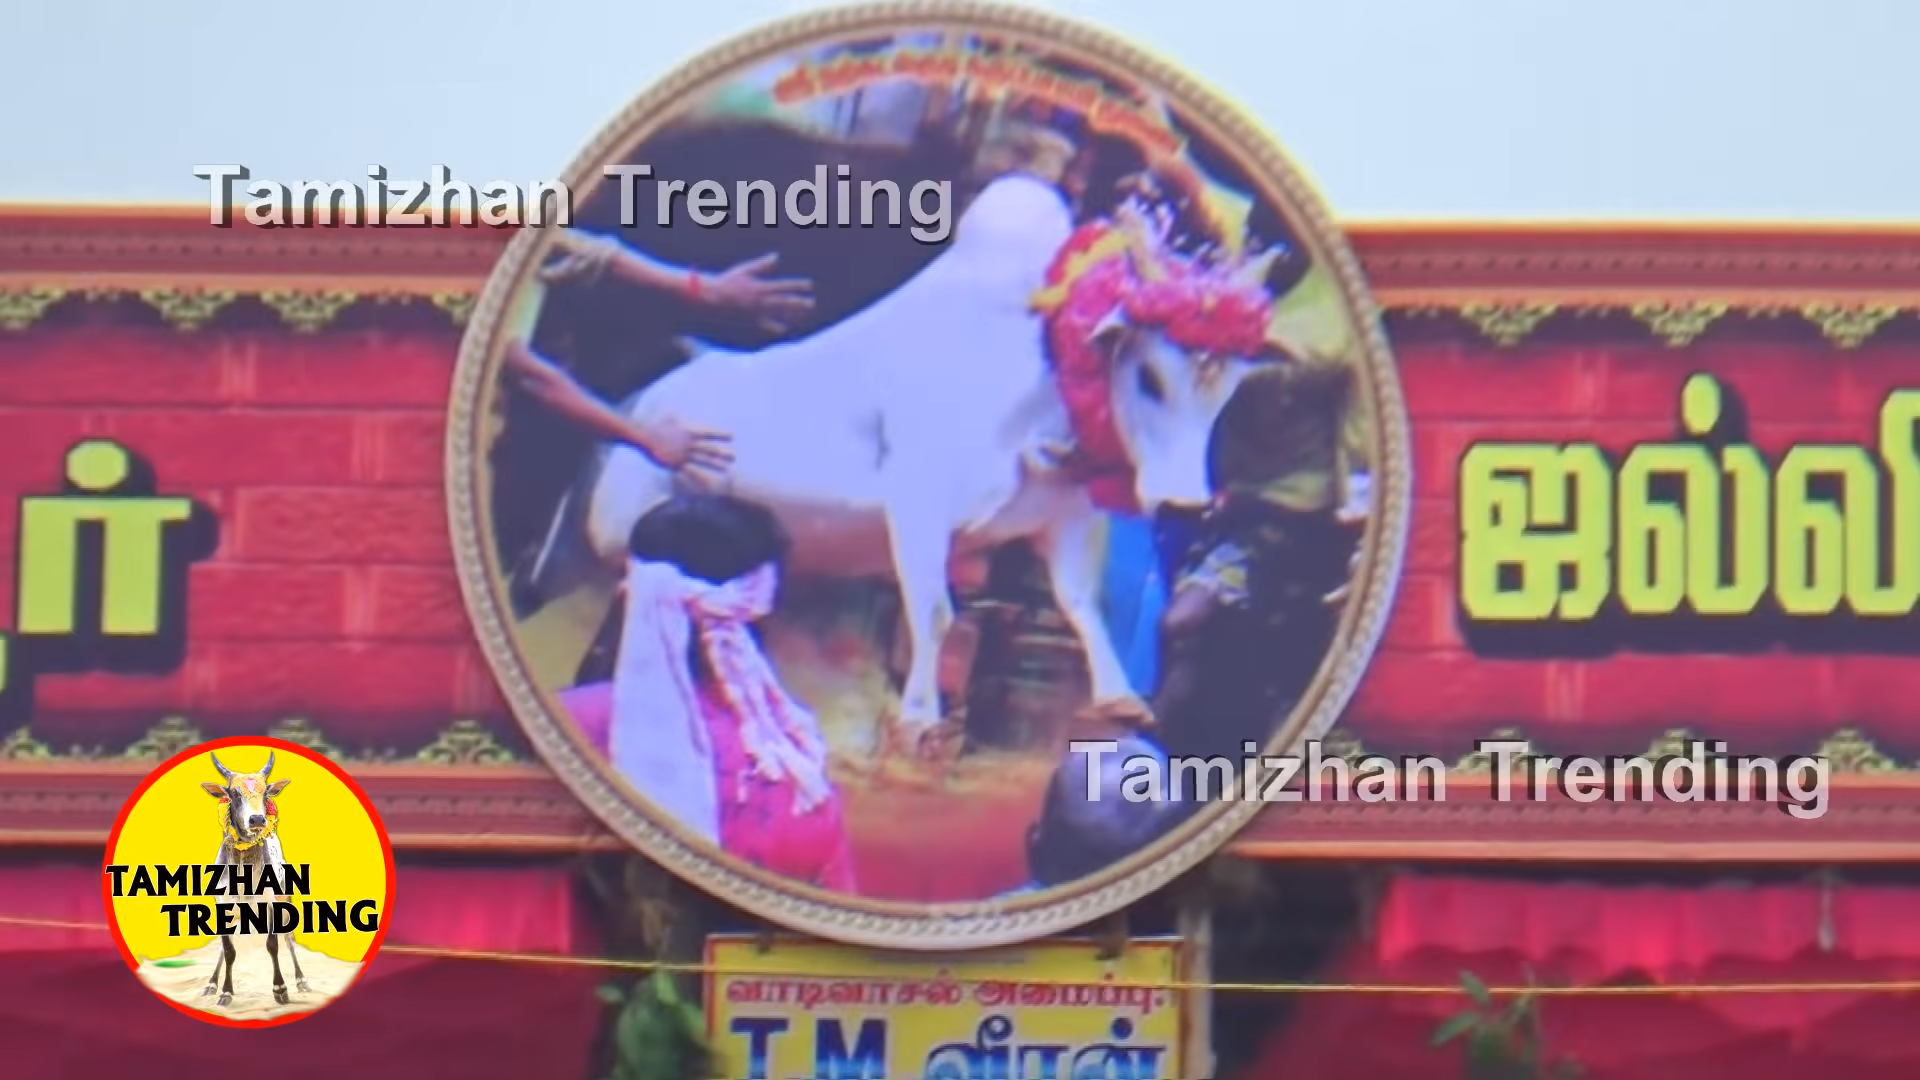 Tamizhan Trending
ர்
ஜல்லி
Tamizhan Trending
TAMIZHAN
TRENDING
வாடிவாசல் அமைப்பு:
T.M வீரன்